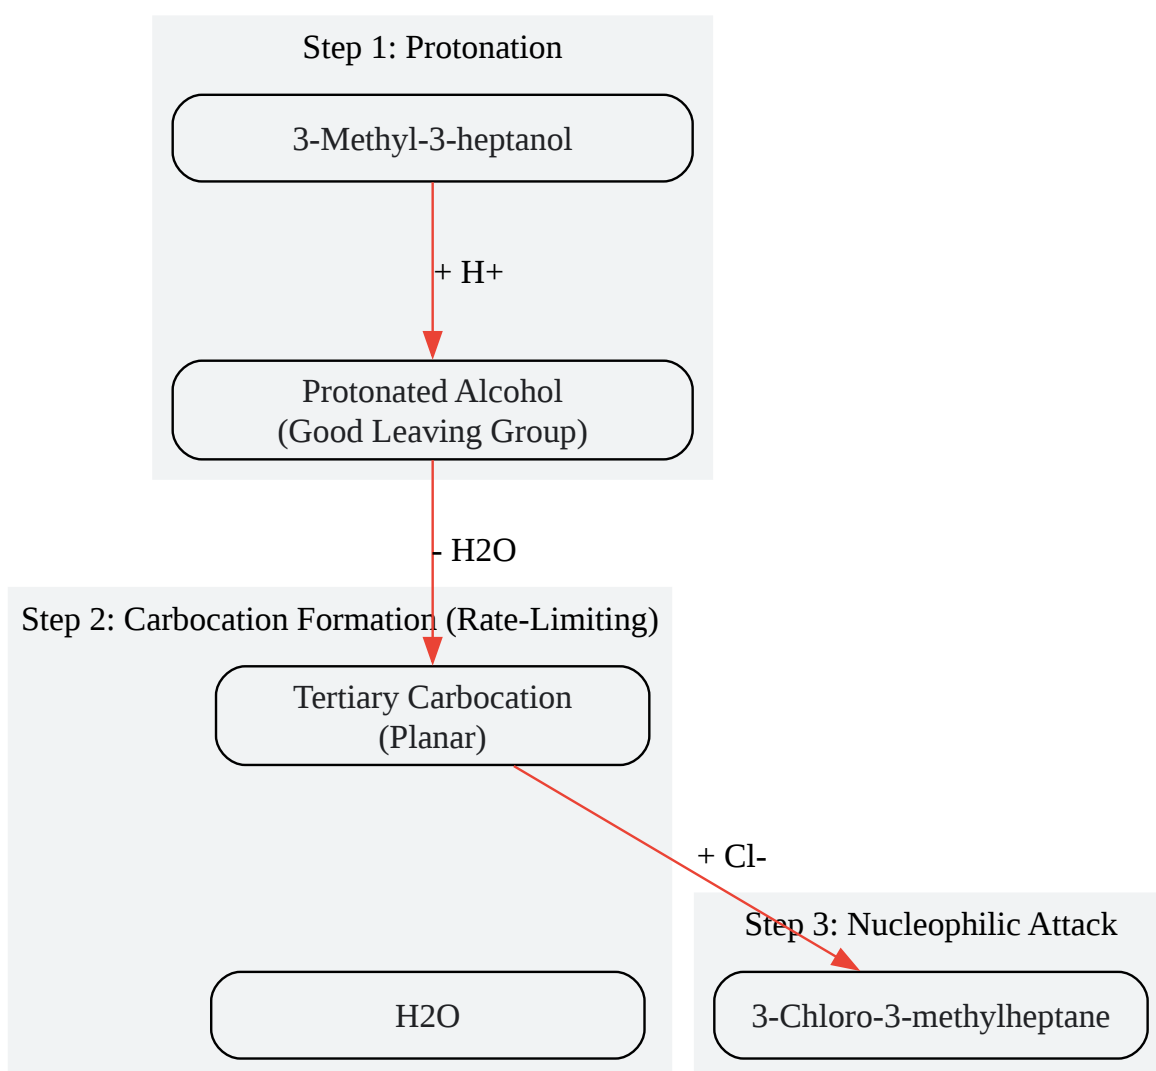 Step 1: Protonation
3-Methyl-3-heptanol
+ H+
Protonated Alcohol
(Good Leaving Group)
- H2O
Step 2: Carbocation Formation (Rate-Limiting)
Tertiary Carbocation
(Planar)
+ Cl-
Step 3: Nucleophilic Attack
H2O
3-Chloro-3-methylheptane